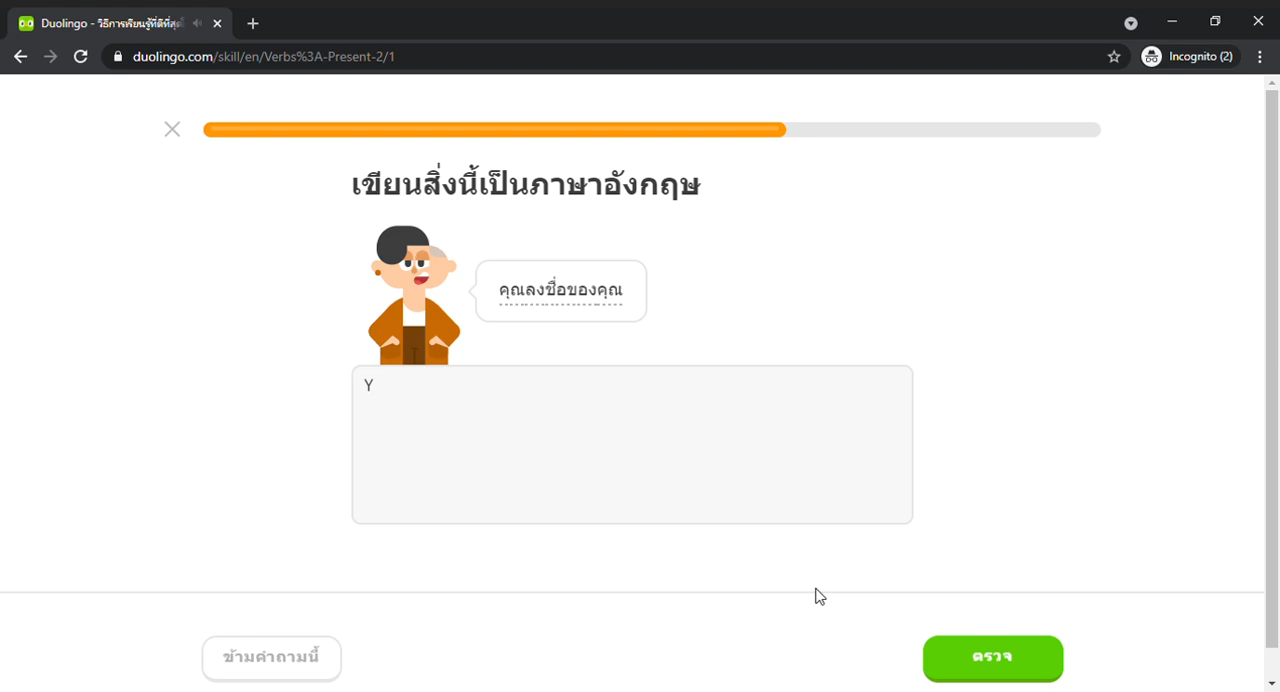 Duolingo - วิธีการเรียนรู้ที่ดีที่สุด
duolingo.com/skill/en/Verbs%3A-Present-2/1
Incognito (2)
เขียนสิ่งนี้เป็นภาษาอังกฤษ
คุณลงชื่อของคุณ
Y
ข้ามคำถามนี้
ตรวจ